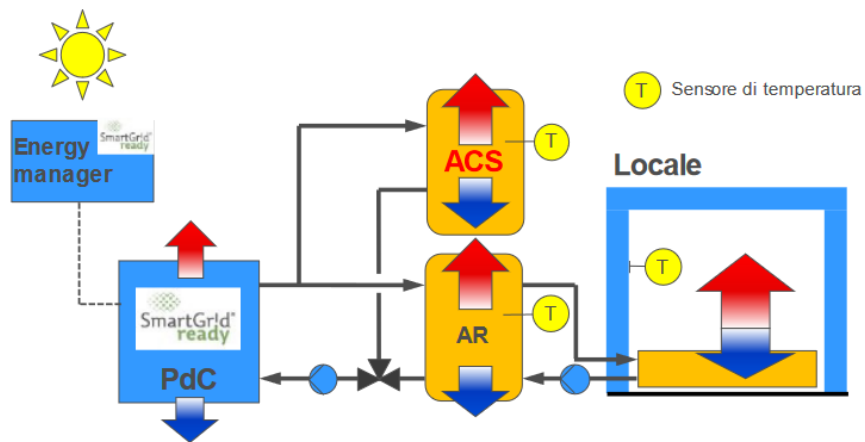 T
Sensore di temperatura
SmartGrid
ready
Energy
manager
ACS
T
Locale
T
T
SmartGrid
ready
AR
PdC